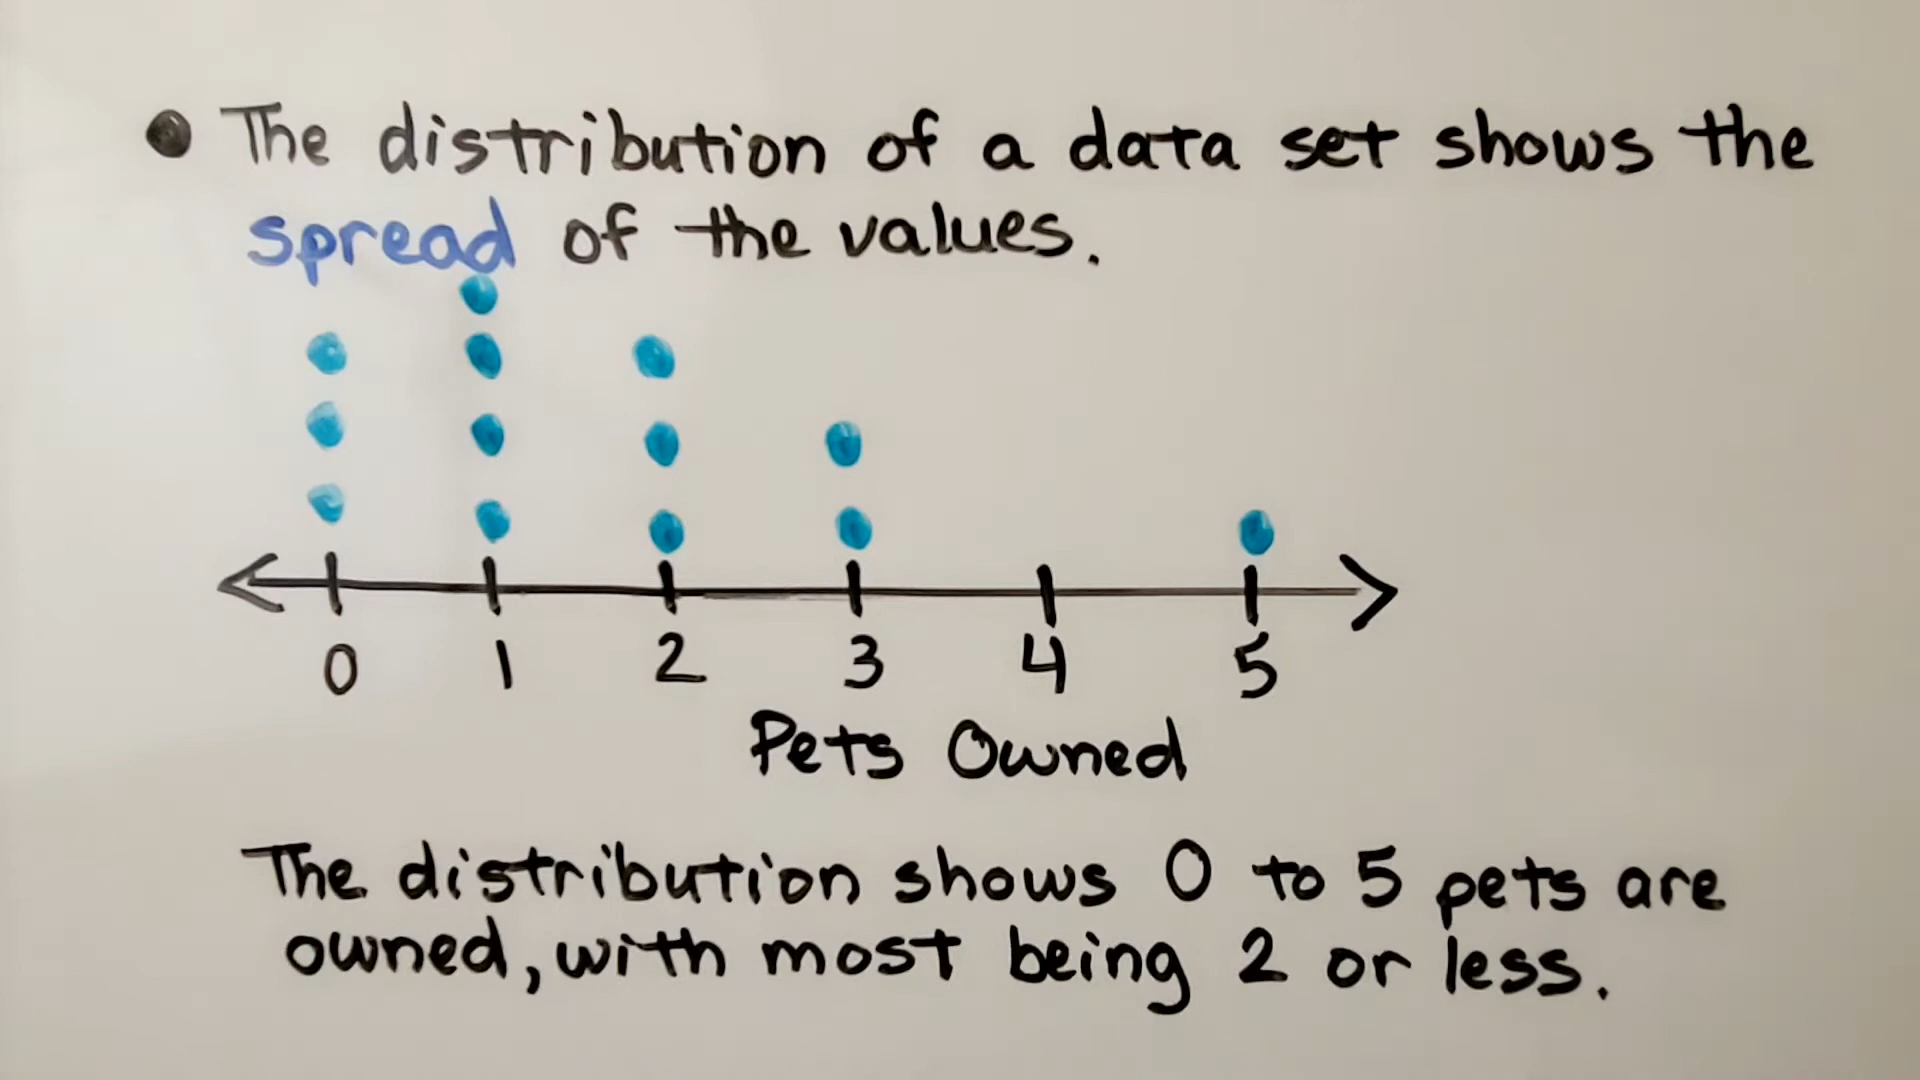 The distribution of a data set shows the
spread of the values.
0 1 2 3 4 5
Pets Owned
The distribution shows 0 to 5 pets are
owned, with most being 2 or less.